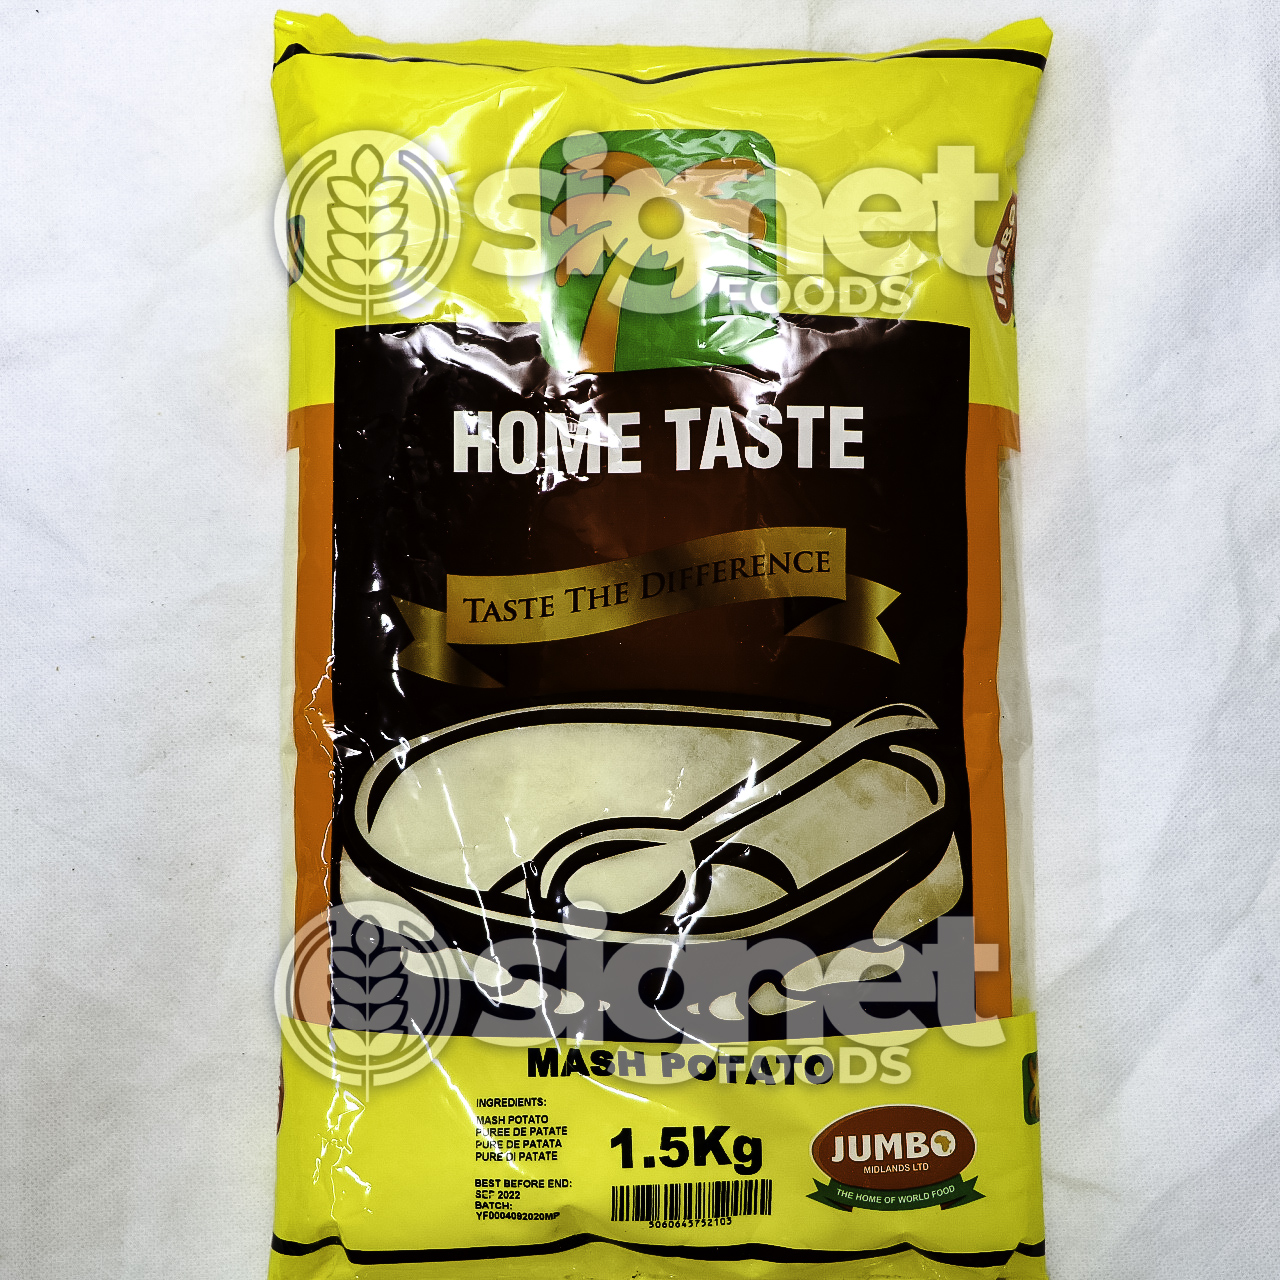 signet
FOODS
JUMBO
HOME TASTE
TASTE THE DIFFERENCE
signet
FOODS
MASH POTATO
INGREDIENTS:
MASH POTATO
PUREE DE PATATE
PURE DE PATATA
PURE DI PATATE
BEST BEFORE END:
SEP 2022
BATCH:
YF0004092020MP
1.5Kg
5060645752103
JUMBO
MIDLANDS LTD
THE HOME OF WORLD FOOD